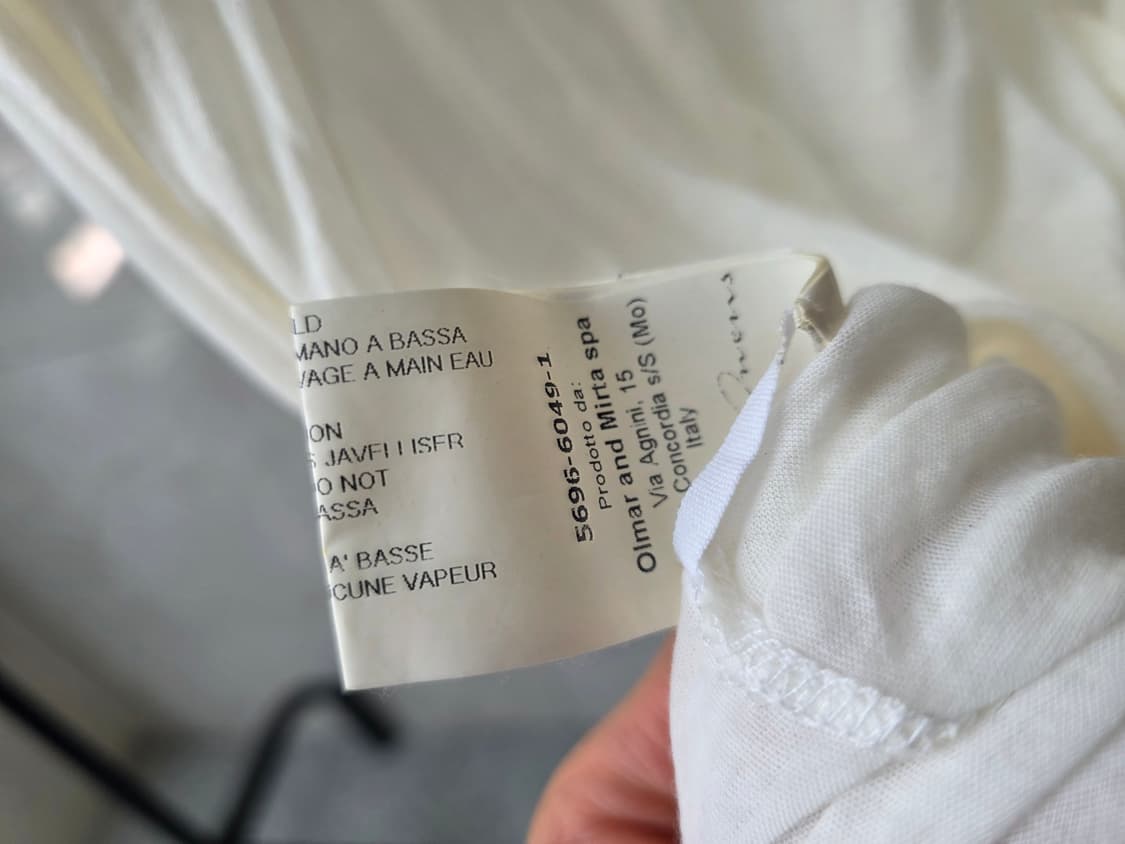 LD
MANO A BASSA
VAGE A MAIN EAU
ON
S JAVELLISER
O NOT
ASSA
A' BASSE
CUNE VAPEUR
5696-6049-1
Prodotto da:
Olmar and Mirta spa
Via Agnini, 15
Concordia s/S (Mo)
Italy